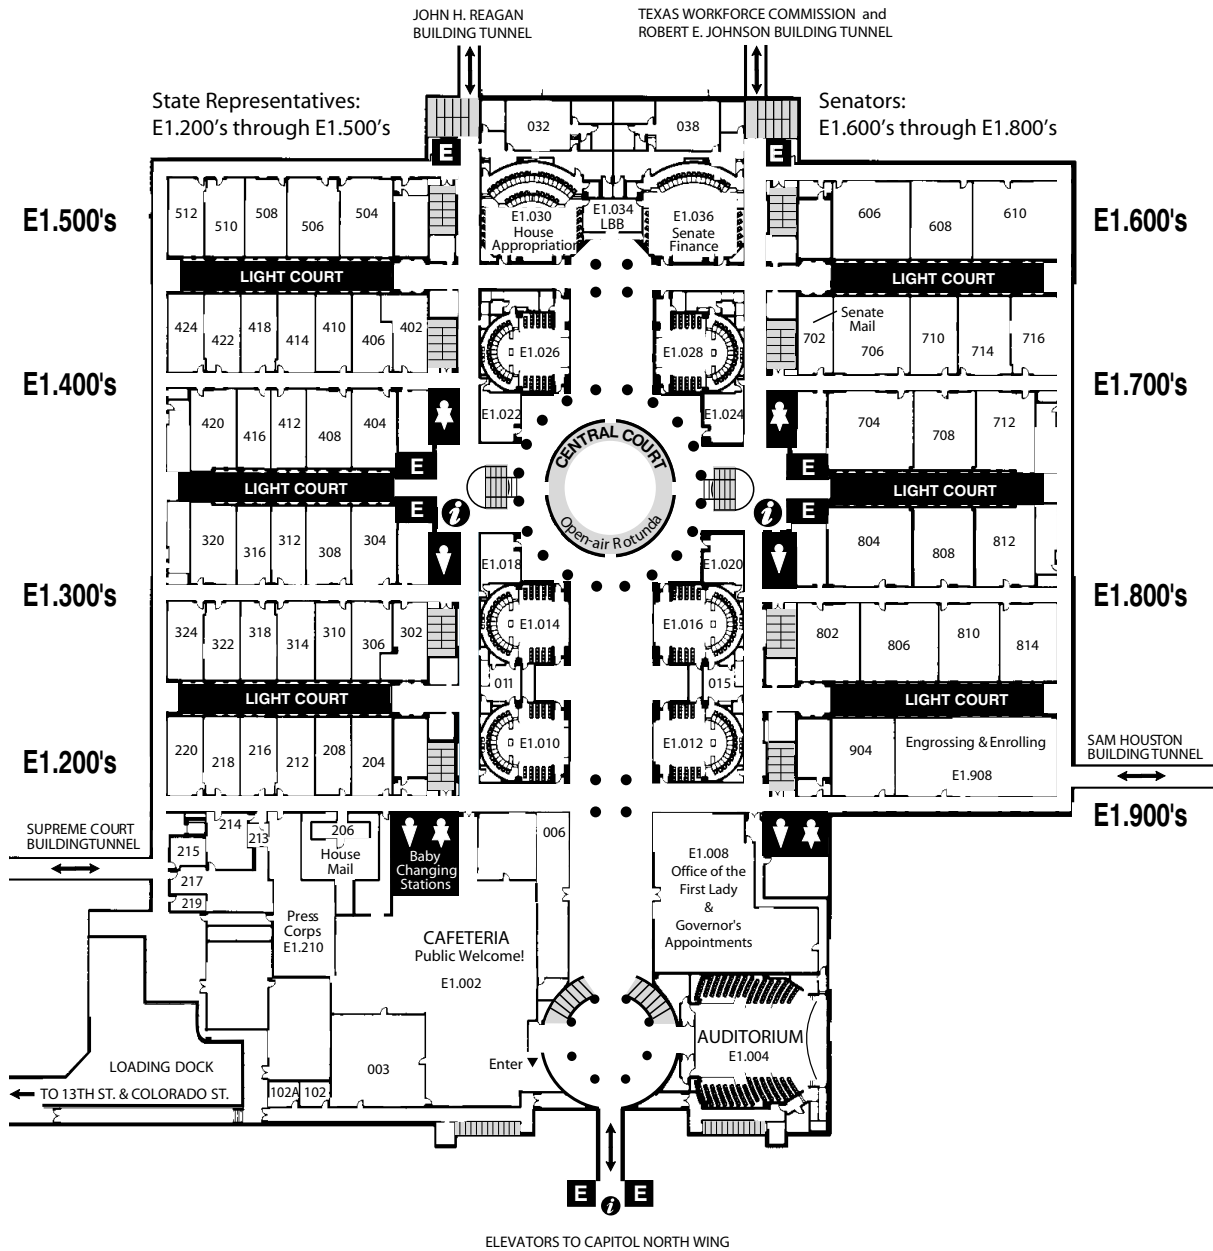 JOHN H. REAGAN
BUILDING TUNNEL
TEXAS WORKFORCE COMMISSION and
ROBERT E. JOHNSON BUILDING TUNNEL
State Representatives:
E1.200's through E1.500's
Senators:
E1.600's through E1.800's
032
038
E
E
E1.500's
512
510
508
506
504
E1.030
House
Appropriation
E1.034
LBB
E1.036
Senate
Finance
606
608
610
E1.600's
LIGHT COURT
LIGHT COURT
424
422
418
414
410
406
402
E1.026
E1.028
702
Senate
Mail
706
710
714
716
E1.400's
E1.700's
420
416
412
408
404
E1.022
E1.024
704
708
712
CENTRAL COURT
Open-air Rotunda
E
E
LIGHT COURT
LIGHT COURT
E
i
i
E
320
316
312
308
304
E1.018
E1.020
804
808
812
E1.300's
E1.800's
324
322
318
314
310
306
302
E1.014
E1.016
802
806
810
814
011
015
LIGHT COURT
LIGHT COURT
220
218
216
212
208
204
E1.010
E1.012
904
Engrossing & Enrolling
E1.908
E1.200's
SAM HOUSTON
BUILDING TUNNEL
E1.900's
SUPREME COURT
BUILDINGTUNNEL
214
213
215
217
219
206
House
Mail
Baby
Changing
Stations
006
E1.008
Office of the
First Lady
&
Governor's
Appointments
Press
Corps
E1.210
CAFETERIA
Public Welcome!
E1.002
AUDITORIUM
E1.004
Enter
003
LOADING DOCK
TO 13TH ST. & COLORADO ST.
102A
102
E
i
E
ELEVATORS TO CAPITOL NORTH WING